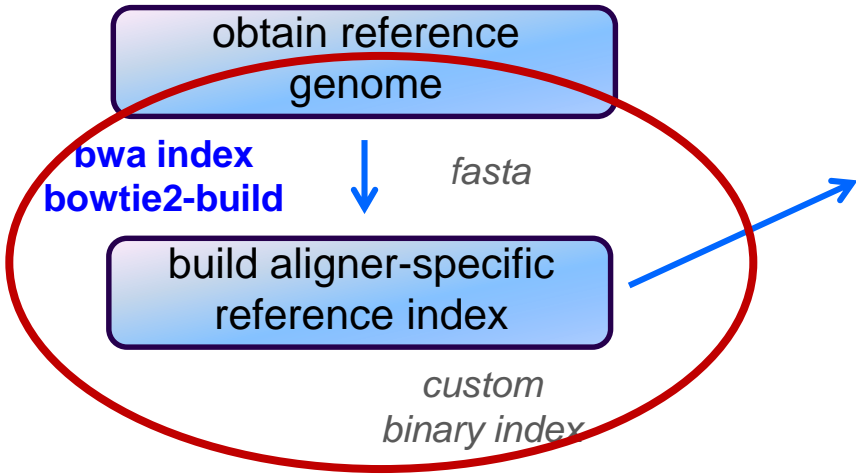 obtain reference
genome
bwa index
bowtie2-build
fasta
build aligner-specific
reference index
custom
binary index